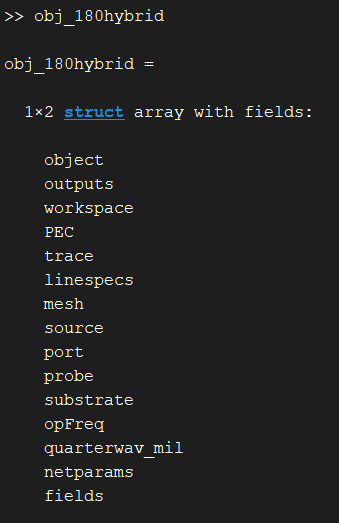 >> obj_180hybrid
obj_180hybrid =
1×2 struct array with fields:
object
outputs
workspace
PEC
trace
linespecs
mesh
source
port
probe
substrate
opFreq
quarterwav_mil
netparams
fields